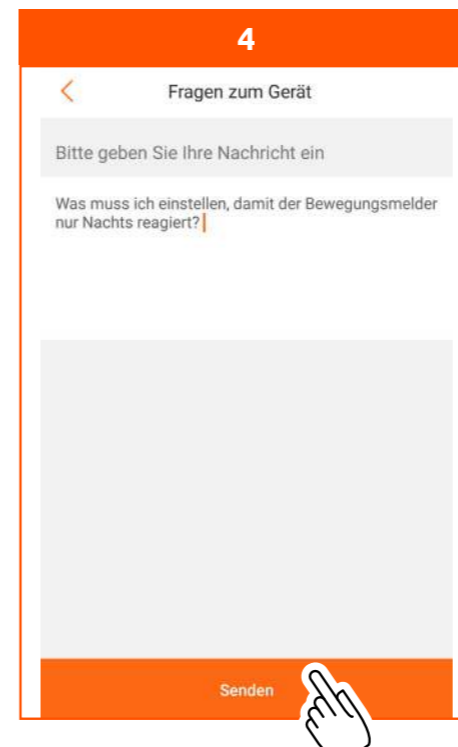 4
Fragen zum Gerät
Bitte geben Sie Ihre Nachricht ein
Was muss ich einstellen, damit der Bewegungsmelder
nur Nachts reagiert?
Senden